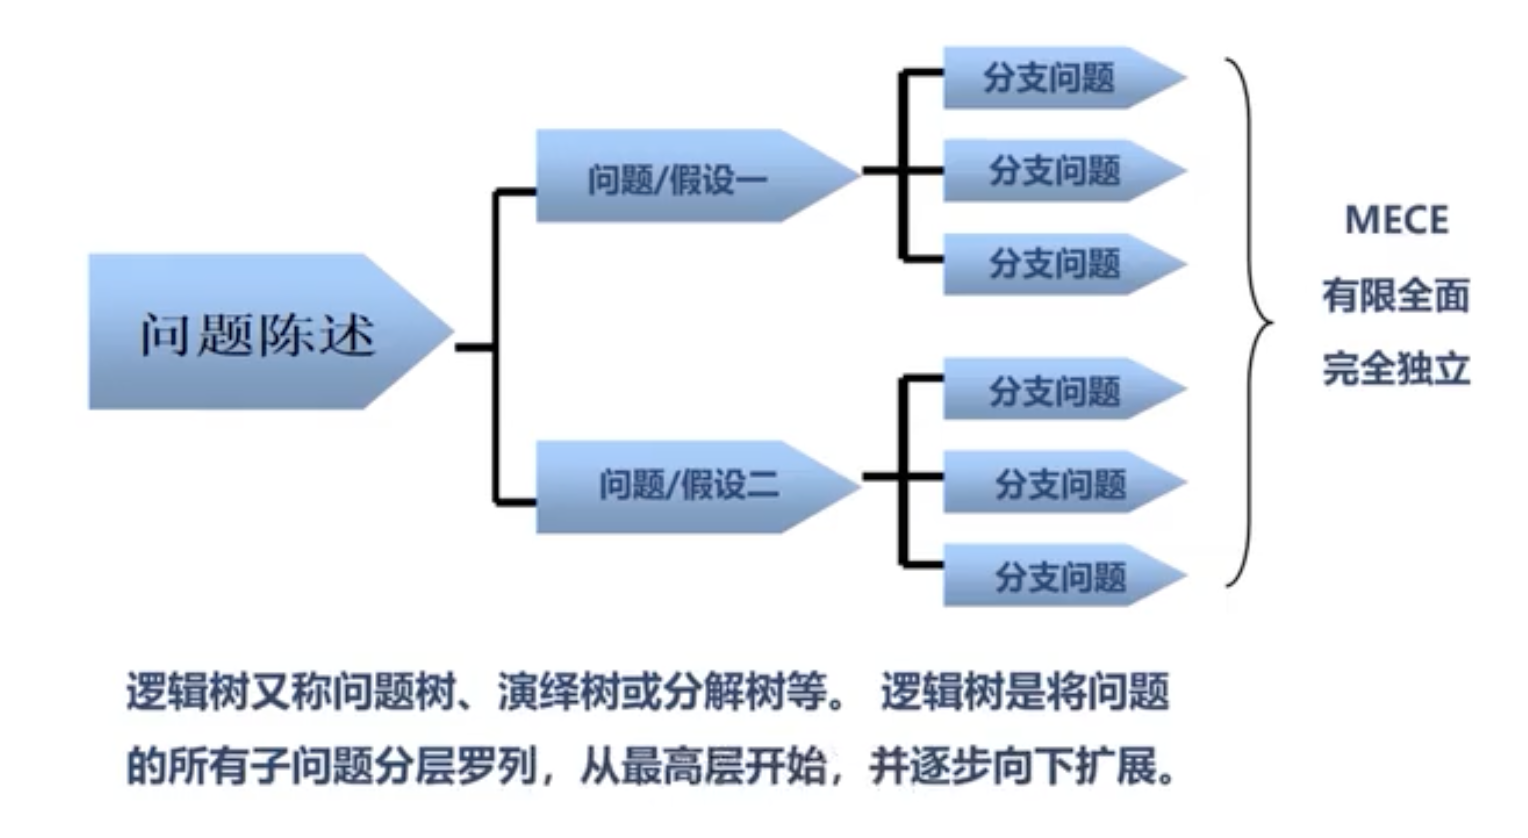 问题陈述
问题/假设一
分支问题
分支问题
分支问题
问题/假设二
分支问题
分支问题
分支问题
MECE
有限全面
完全独立
逻辑树又称问题树、演绎树或分解树等。 逻辑树是将问题
的所有子问题分层罗列，从最高层开始，并逐步向下扩展。